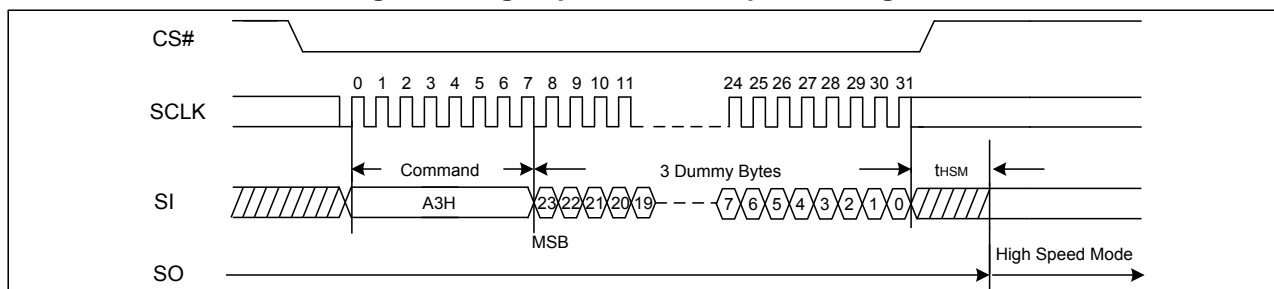 CS#
0 1 2 3 4 5 6 7 8 9 10 11 24 25 26 27 28 29 30 31
SCLK
Command 3 Dummy Bytes tHSM
SI A3H 23 22 21 20 19 7 6 5 4 3 2 1 0
MSB
High Speed Mode
SO